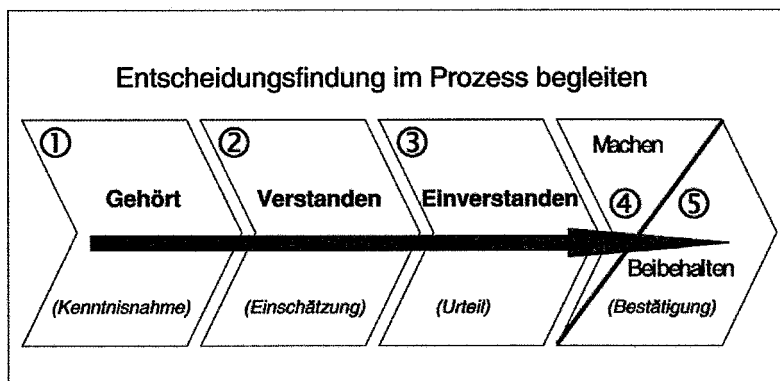 Entscheidungsfindung im Prozess begleiten
① ② ③ Machen
Gehört Verstanden Einverstanden ④ ⑤
Beibehalten
(Kenntnisnahme) (Einschätzung) (Urteil) (Bestätigung)